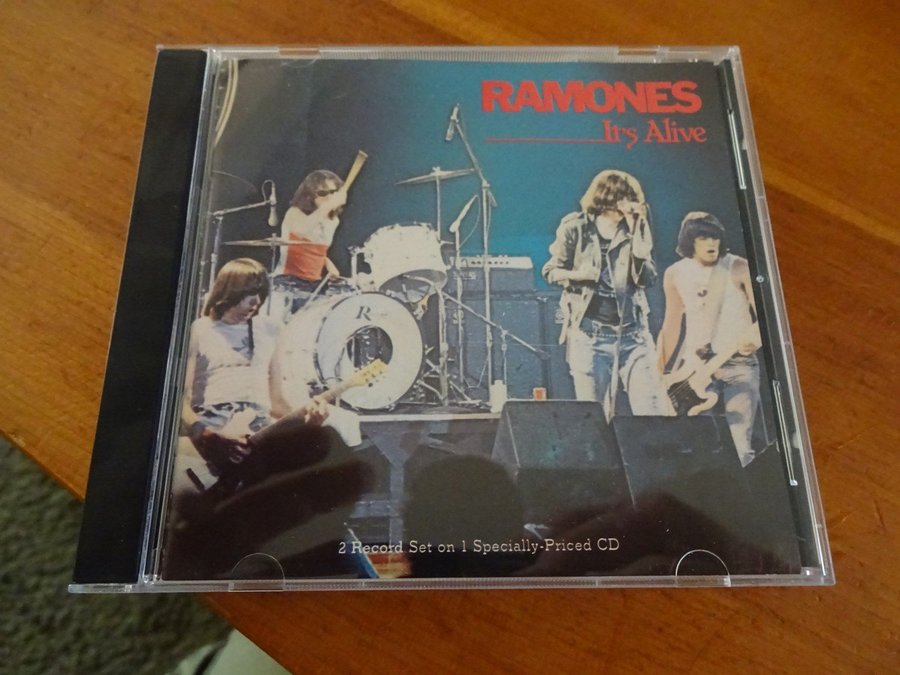 RAMONES
It's Alive
R
2 Record Set on 1 Specially-Priced CD